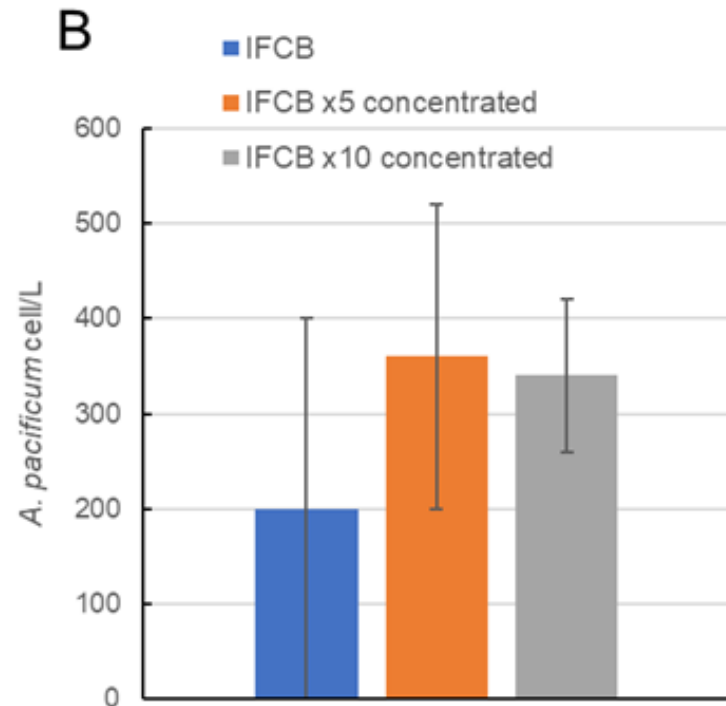 B
IFCB
IFCB x5 concentrated
IFCB x10 concentrated
600
500
400
300
200
100
0
A. pacificum cell/L